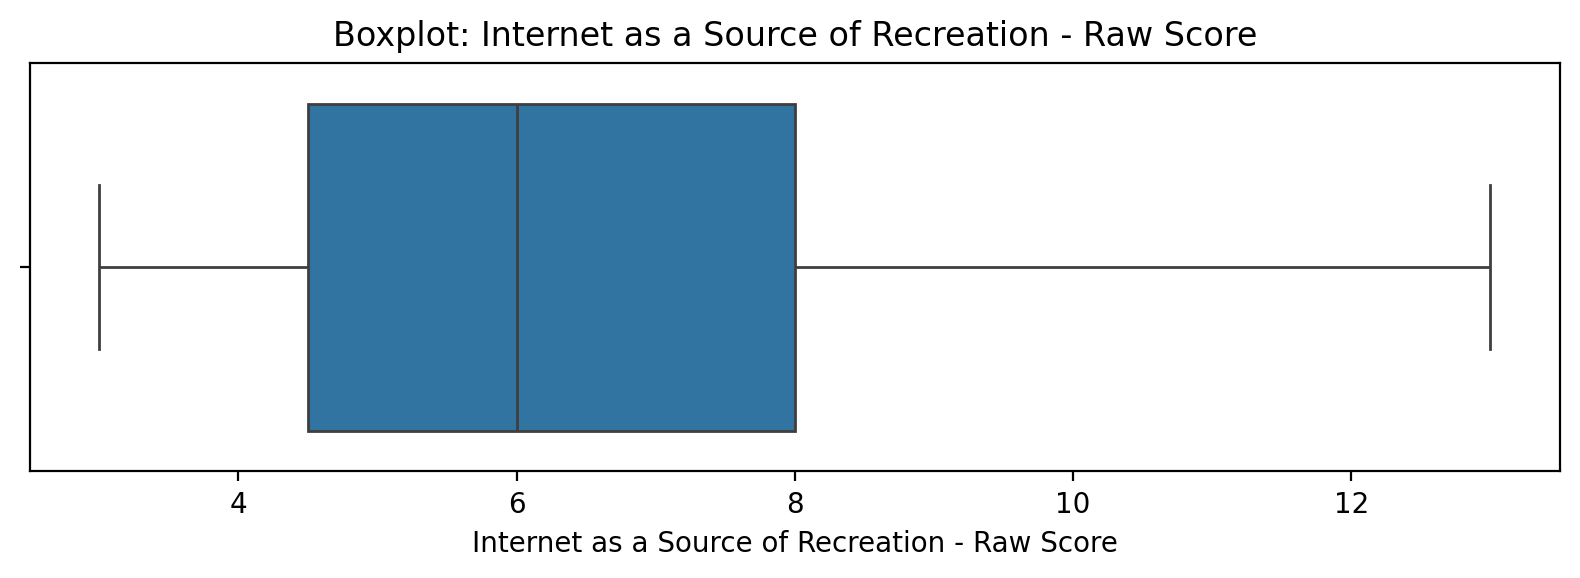 Boxplot: Internet as a Source of Recreation - Raw Score
4 6 8 10 12
Internet as a Source of Recreation - Raw Score